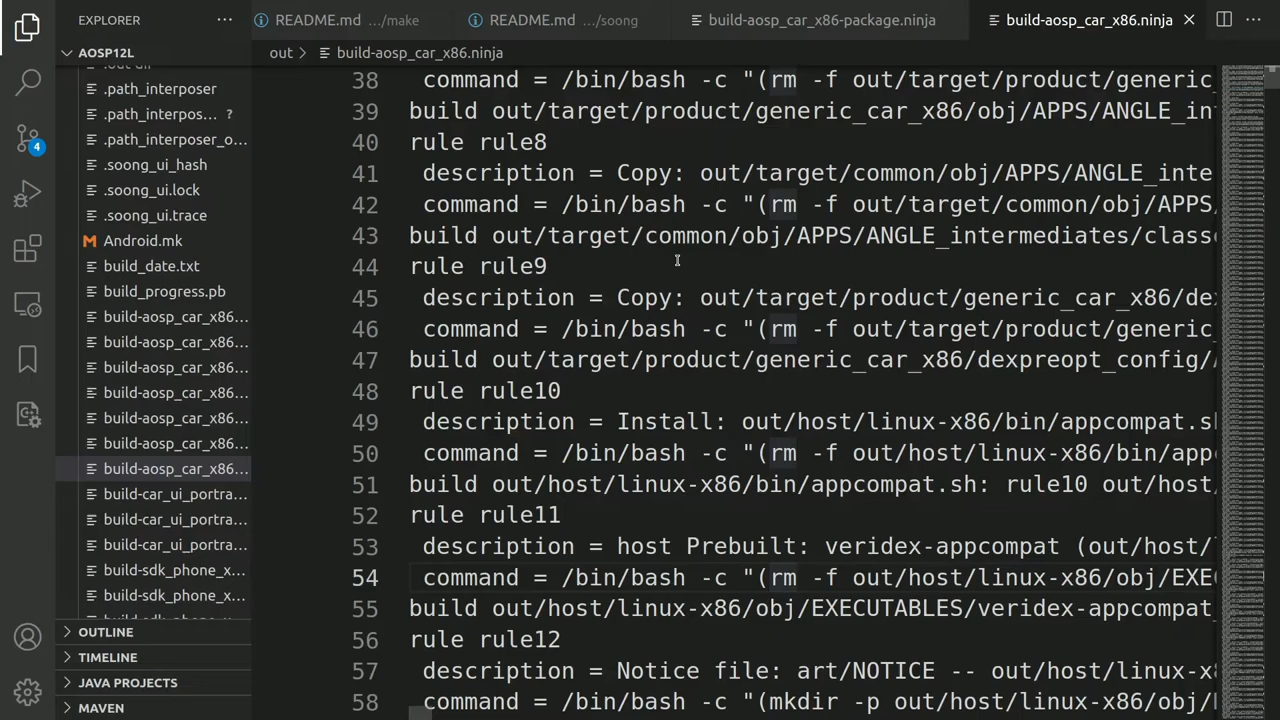 EXPLORER
README.md .../make
README.md .../soong
build-aosp_car_x86-package.ninja
build-aosp_car_x86.ninja
AOSP12L
out > build-aosp_car_x86.ninja
.path_interposer
.path_interpos... ?
.path_interposer_o...
.soong_ui_hash
.soong_ui.lock
.soong_ui.trace
Android.mk
build_date.txt
build_progress.pb
build-aosp_car_x86...
build-aosp_car_x86...
build-aosp_car_x86...
build-aosp_car_x86...
build-aosp_car_x86...
build-aosp_car_x86...
build-aosp_car_x86...
build-car_ui_portra...
build-car_ui_portra...
build-car_ui_portra...
build-sdk_phone_x...
build-sdk_phone_x...
OUTLINE
TIMELINE
JAVA PROJECTS
MAVEN
4
38 command = /bin/bash -c "(rm -f out/target/product/generic_
39 build out/target/product/generic_car_x86/obj/APPS/ANGLE_in
40 rule rule8
41 description = Copy: out/target/common/obj/APPS/ANGLE_inte
42 command = /bin/bash -c "(rm -f out/target/common/obj/APPS/
43 build out/target/common/obj/APPS/ANGLE_intermediates/classe
44 rule rule9
45 description = Copy: out/target/product/generic_car_x86/dex
46 command = /bin/bash -c "(rm -f out/target/product/generic_
47 build out/target/product/generic_car_x86/dexpreopt_config/
48 rule rule10
49 description = Install: out/host/linux-x86/bin/appcompat.sh
50 command = /bin/bash -c "(rm -f out/host/linux-x86/bin/app
51 build out/host/linux-x86/bin/appcompat.sh: rule10 out/host/
52 rule rule11
53 description = host Prebuilt: veridex-appcompat (out/host/l
54 command = /bin/bash -c "(rm -f out/host/linux-x86/obj/EXEC
55 build out/host/linux-x86/obj/EXECUTABLES/veridex-appcompat_
56 rule rule12
57 description = Notice file: art/NOTICE -- out/host/linux-x
58 command = /bin/bash -c "(mkdir -p out/host/linux-x86/obj/